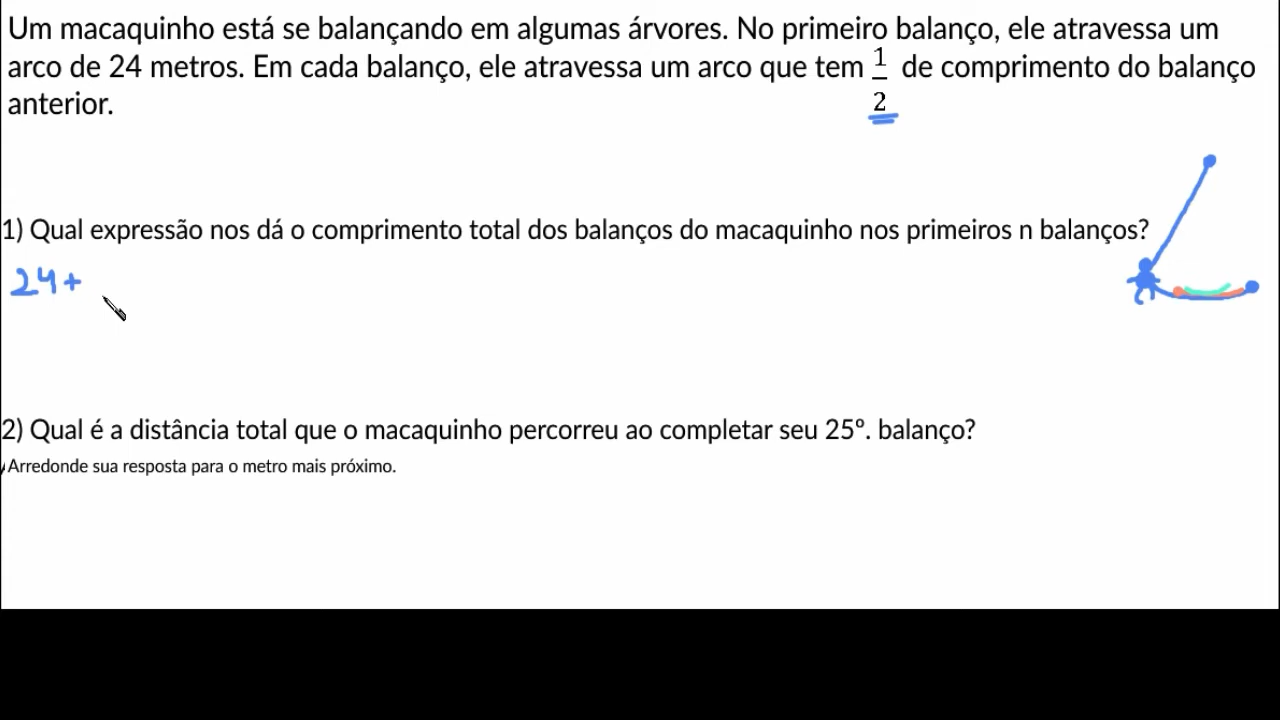 Um macaquinho está se balançando em algumas árvores. No primeiro balanço, ele atravessa um
arco de 24 metros. Em cada balanço, ele atravessa um arco que tem 1/2 de comprimento do balanço
anterior.
1) Qual expressão nos dá o comprimento total dos balanços do macaquinho nos primeiros n balanços?
24+
2) Qual é a distância total que o macaquinho percorreu ao completar seu 25º. balanço?
Arredonde sua resposta para o metro mais próximo.